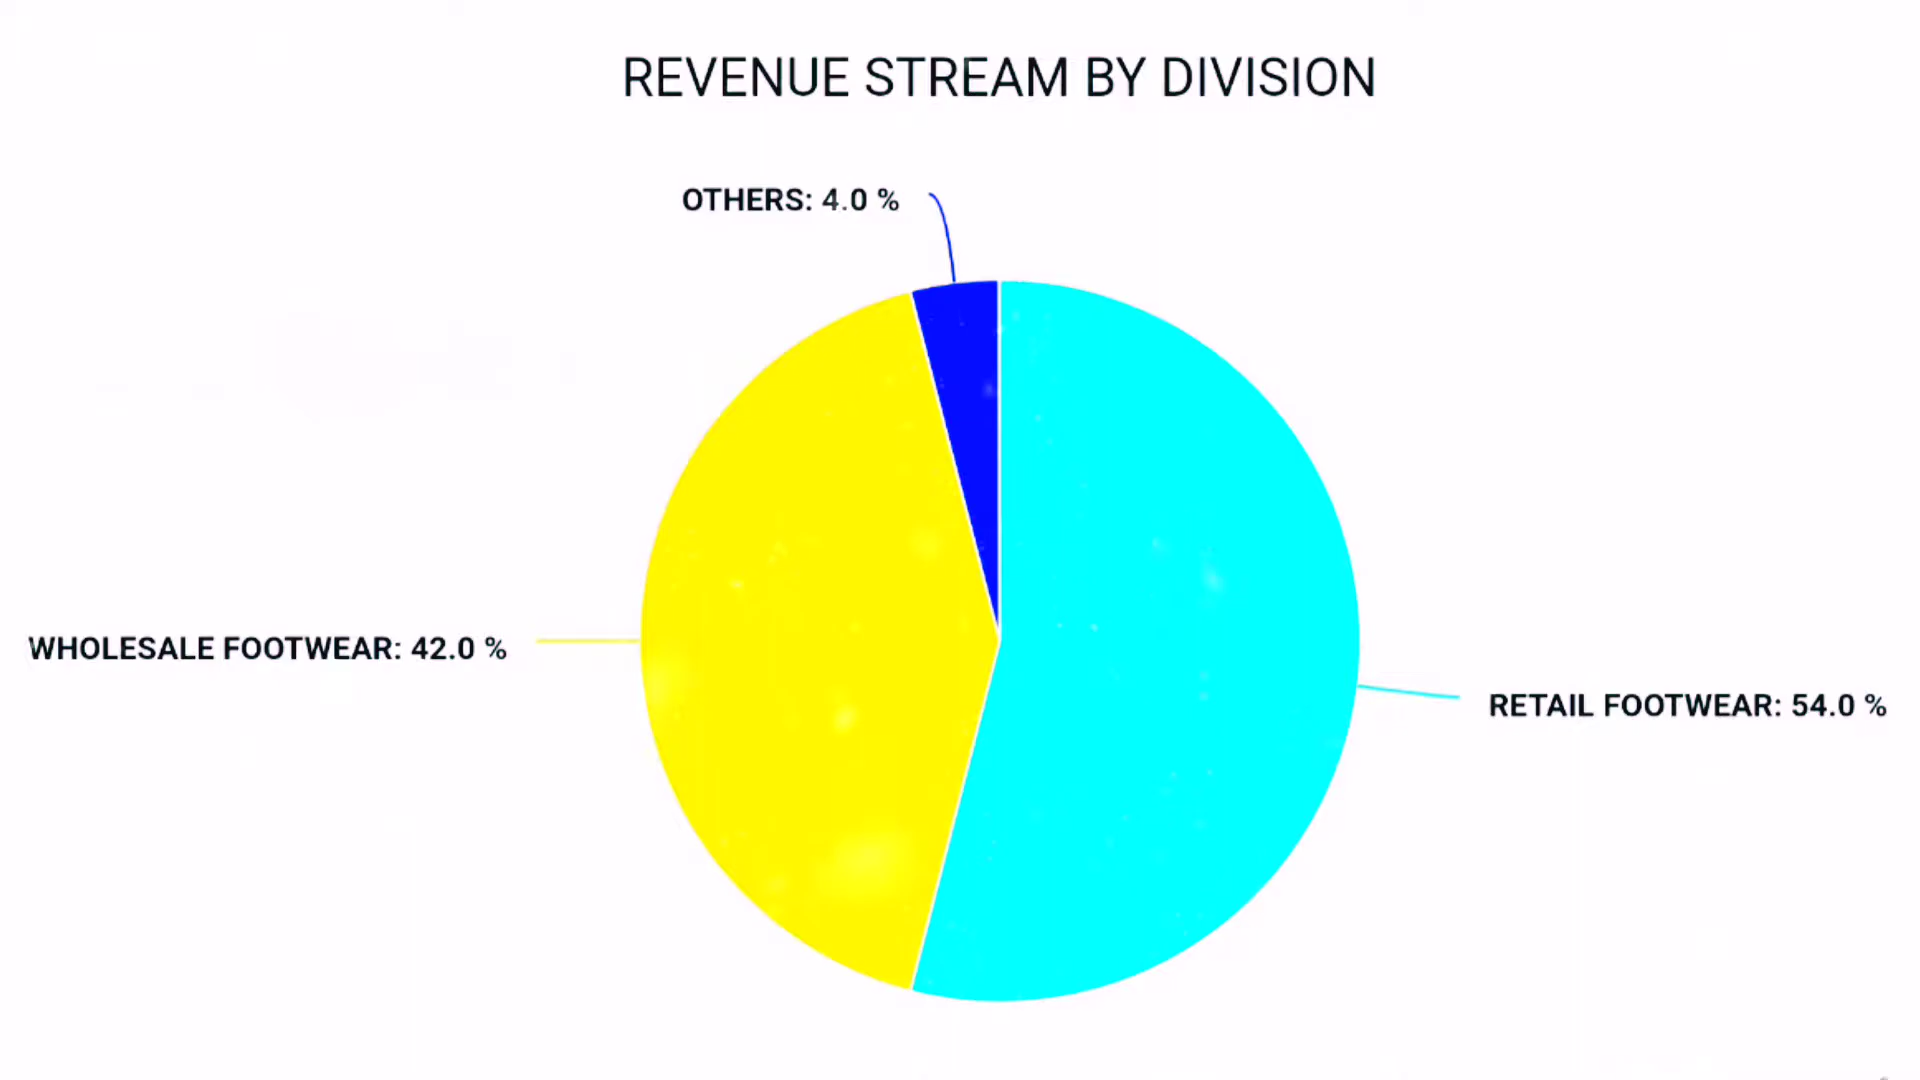 REVENUE STREAM BY DIVISION
OTHERS: 4.0 %
WHOLESALE FOOTWEAR: 42.0 %
RETAIL FOOTWEAR: 54.0 %